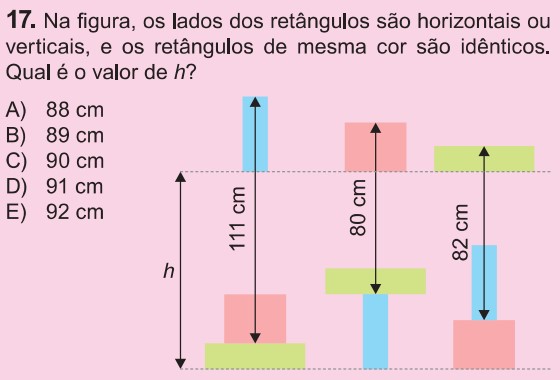 17. Na figura, os lados dos retângulos são horizontais ou
verticais, e os retângulos de mesma cor são idênticos.
Qual é o valor de h?
A) 88 cm
B) 89 cm
C) 90 cm
D) 91 cm
E) 92 cm
h
111 cm
80 cm
82 cm